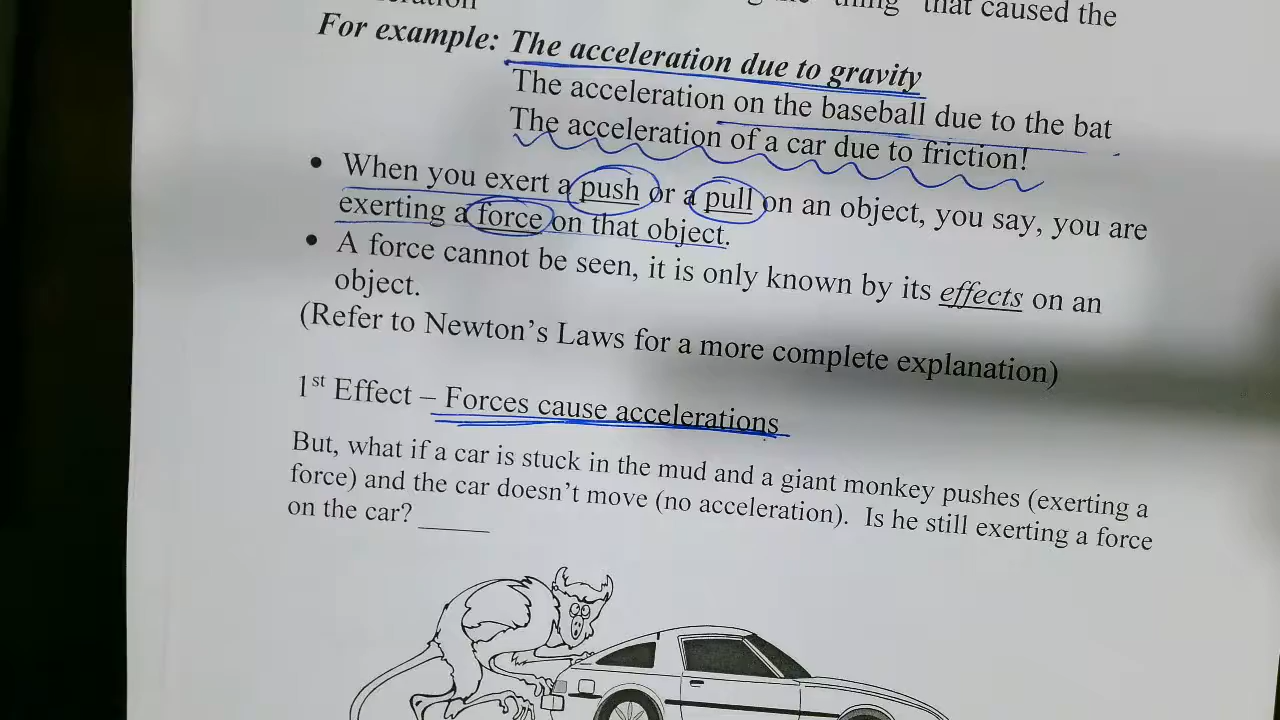 thing" that caused the
For example: The acceleration due to gravity
The acceleration on the baseball due to the bat
The acceleration of a car due to friction!
• When you exert a push or a pull on an object, you say, you are
exerting a force on that object.
• A force cannot be seen, it is only known by its effects on an
object.
(Refer to Newton's Laws for a more complete explanation)
1st Effect – Forces cause accelerations
But, what if a car is stuck in the mud and a giant monkey pushes (exerting a
force) and the car doesn't move (no acceleration). Is he still exerting a force
on the car? _____